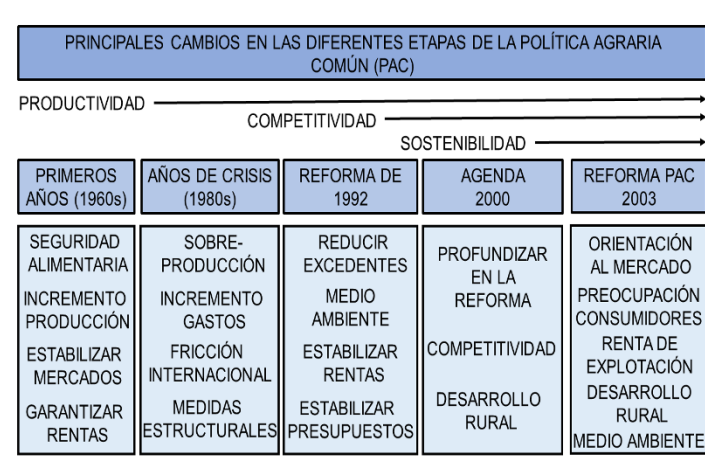 PRINCIPALES CAMBIOS EN LAS DIFERENTES ETAPAS DE LA POLÍTICA AGRARIA
COMÚN (PAC)
PRODUCTIVIDAD
COMPETITIVIDAD
SOSTENIBILIDAD
PRIMEROS
AÑOS (1960s)
AÑOS DE CRISIS
(1980s)
REFORMA DE
1992
AGENDA
2000
REFORMA PAC
2003
SEGURIDAD
ALIMENTARIA
INCREMENTO
PRODUCCIÓN
ESTABILIZAR
MERCADOS
GARANTIZAR
RENTAS
SOBRE-
PRODUCCIÓN
INCREMENTO
GASTOS
FRICCIÓN
INTERNACIONAL
MEDIDAS
ESTRUCTURALES
REDUCIR
EXCEDENTES
MEDIO
AMBIENTE
ESTABILIZAR
RENTAS
ESTABILIZAR
PRESUPUESTOS
PROFUNDIZAR
EN LA
REFORMA
COMPETITIVIDAD
DESARROLLO
RURAL
ORIENTACIÓN
AL MERCADO
PREOCUPACIÓN
CONSUMIDORES
RENTA DE
EXPLOTACIÓN
DESARROLLO
RURAL
MEDIO AMBIENTE